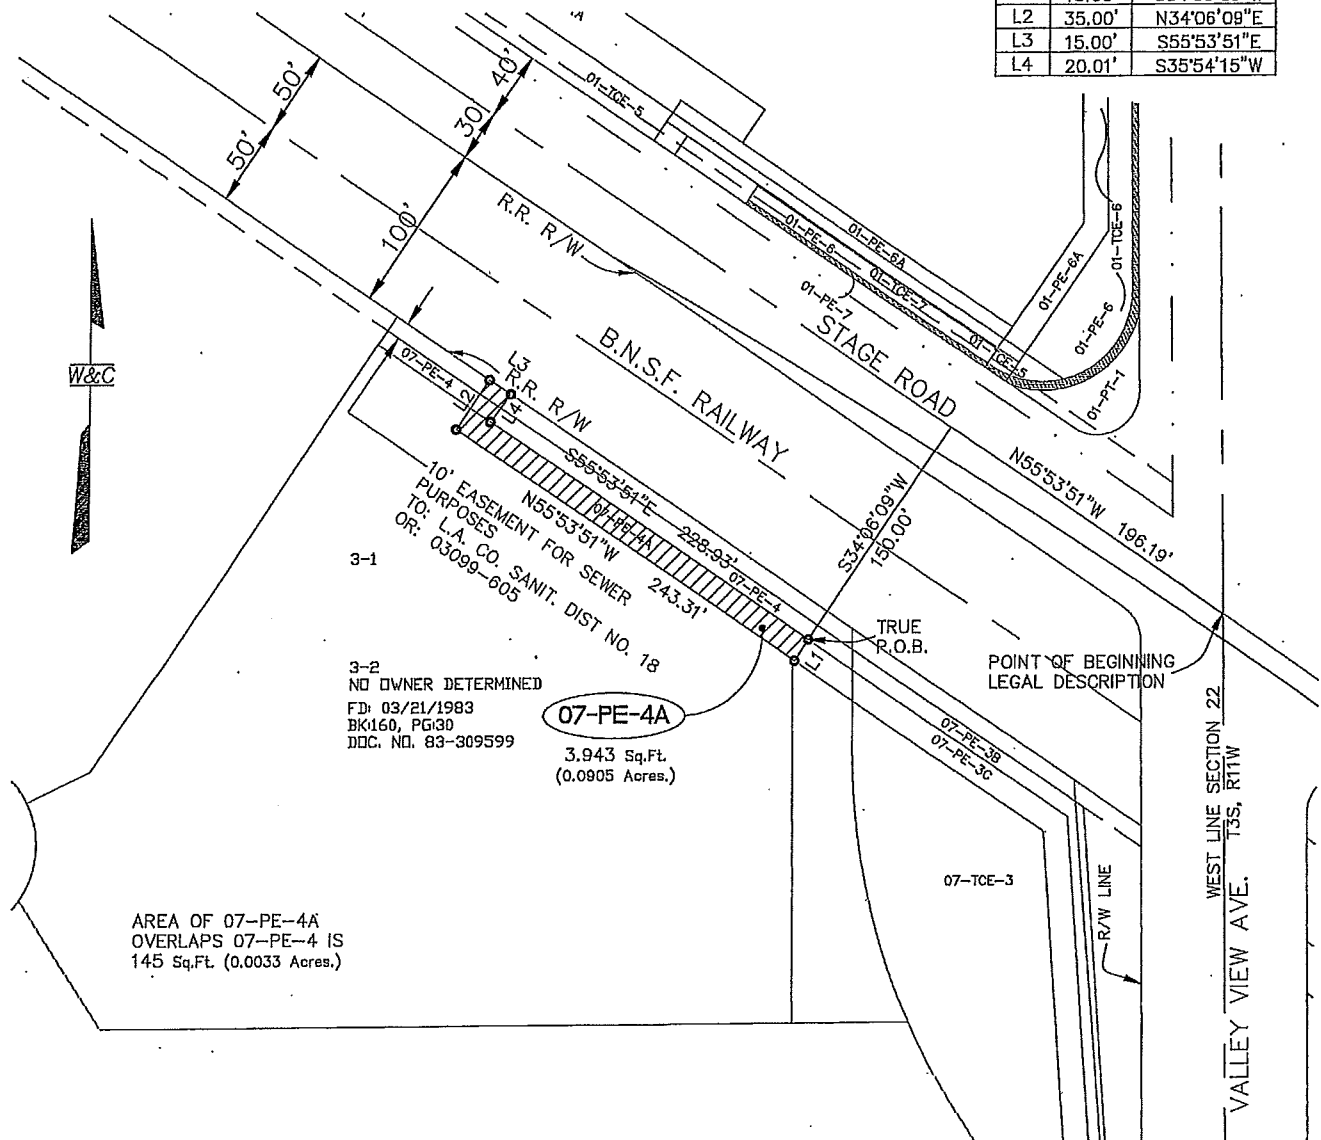 L2 35.00' N34°06'09"E
L3 15.00' S55°53'51"E
L4 20.01' S35°54'15"W
50'
50'
40'
30'
100'
01-TCE-5
R.R. R/W
01-PE-6
01-PE-6A
01-TCE-7
01-PE-7
01-TCE-5
01-PE-6A
01-TCE-6
01-PE-6
01-PT-1
STAGE ROAD
B.N.S.F. RAILWAY
W&C
07-PE-4
L3
R.R. R/W
L2
L4
S55°53'51"E 228.93'
07-PE-4A
N55°53'51"W 243.31'
07-PE-4
S34°06'09"W
150.00'
N55°53'51"W 196.19'
10' EASEMENT FOR SEWER
PURPOSES
TO: L.A. CO. SANIT. DIST NO. 18
OR: 03099-605
3-1
TRUE
P.O.B.
L1
POINT OF BEGINNING
LEGAL DESCRIPTION
3-2
NO OWNER DETERMINED
FD: 03/21/1983
BK:160, PG:30
DOC. NO. 83-309599
07-PE-4A
3.943 Sq.Ft.
(0.0905 Acres.)
07-PE-3B
07-PE-3C
07-TCE-3
R/W LINE
WEST LINE SECTION 22
T3S, R11W
VALLEY VIEW AVE.
AREA OF 07-PE-4A
OVERLAPS 07-PE-4 IS
145 Sq.Ft. (0.0033 Acres.)